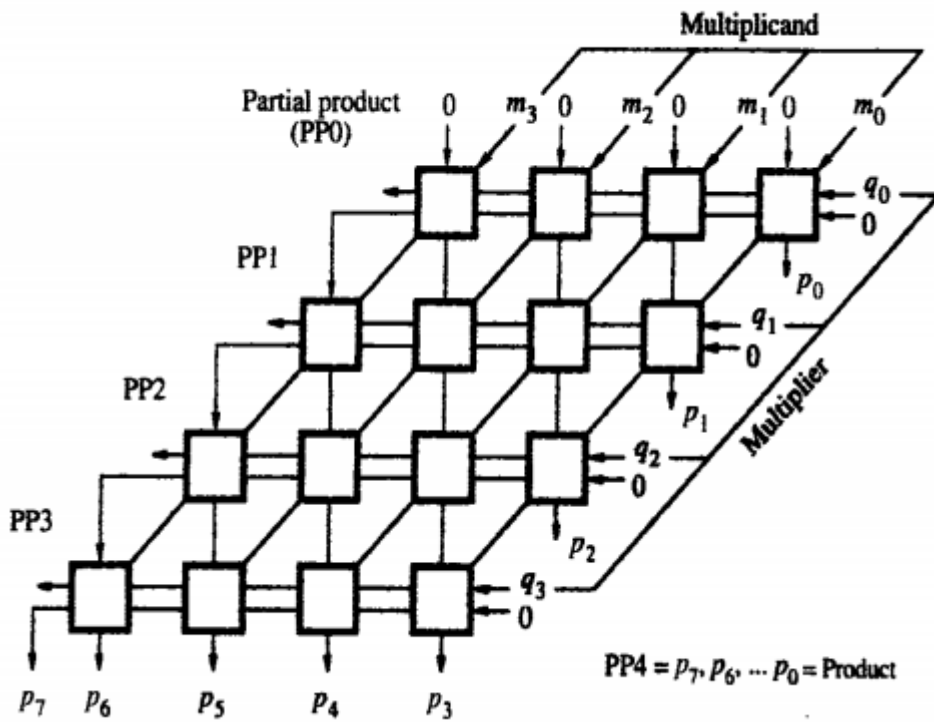 Multiplicand
Partial product
(PP0)
0 m3 0 m2 0 m1 0 m0
q0
0
PP1
p0
q1
0
PP2
p1
Multiplier
q2
0
PP3
p2
q3
0
p7 p6 p5 p4 p3
PP4 = p7, p6, ... p0 = Product